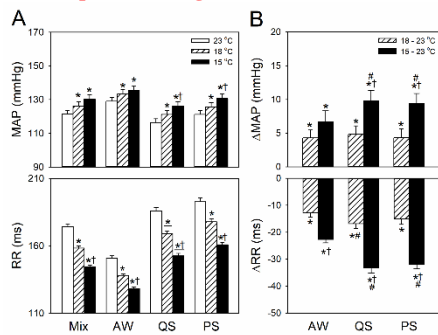 A
B
23 °C
18 °C
15 °C
18 – 23 °C
15 – 23 °C
MAP (mmHg)
170
150
130
110
90
* * * * * *† * *†
ΔMAP (mmHg)
15
10
5
0
* * * # *† * # *†
RR (ms)
210
160
110
* *† * *† * *† * *†
ΔRR (ms)
-10
-20
-30
-40
-50
* *† *# *† # * *† #
Mix AW QS PS
AW QS PS